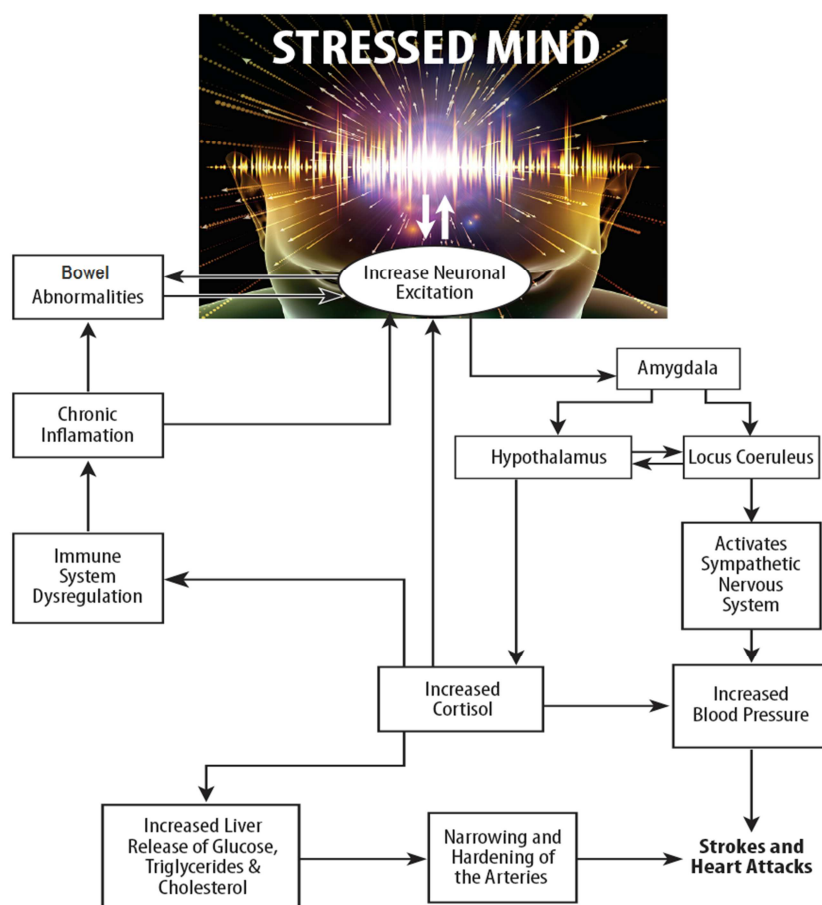 STRESSED MIND
Increase Neuronal
Excitation
Bowel
Abnormalities
Amygdala
Chronic
Inflamation
Hypothalamus
Locus Coeruleus
Immune
System
Dysregulation
Activates
Sympathetic
Nervous
System
Increased
Cortisol
Increased
Blood Pressure
Increased Liver
Release of Glucose,
Triglycerides &
Cholesterol
Narrowing and
Hardening of
the Arteries
Strokes and
Heart Attacks